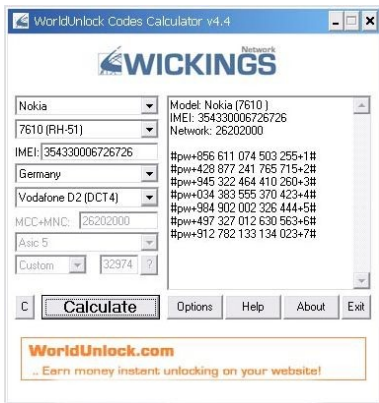 WorldUnlock Codes Calculator v4.4
Network
WICKINGS
Nokia
7610 (RH-51)
IMEI: 354330006726726
Germany
Vodafone D2 (DCT4)
MCC+MNC: 26202000
Asic 5
Custom 32974 ?
Model: Nokia (7610 )
IMEI: 354330006726726
Network: 26202000
#pw+856 611 074 503 255+1#
#pw+428 877 241 765 715+2#
#pw+945 322 464 410 260+3#
#pw+034 383 555 370 423+4#
#pw+984 902 002 326 444+5#
#pw+497 327 012 630 563+6#
#pw+912 782 133 134 023+7#
C Calculate Options Help About Exit
WorldUnlock.com
.. Earn money instant unlocking on your website!